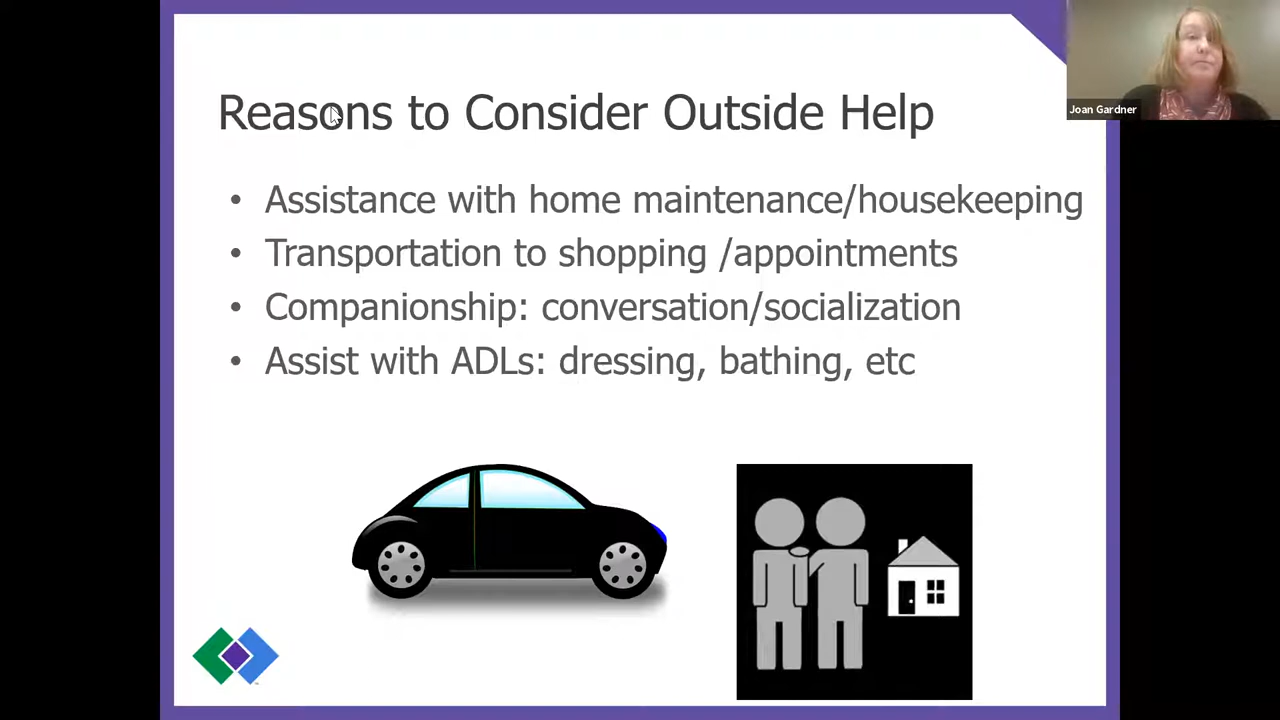 Reasons to Consider Outside Help
• Assistance with home maintenance/housekeeping
• Transportation to shopping /appointments
• Companionship: conversation/socialization
• Assist with ADLs: dressing, bathing, etc
Joan Gardner